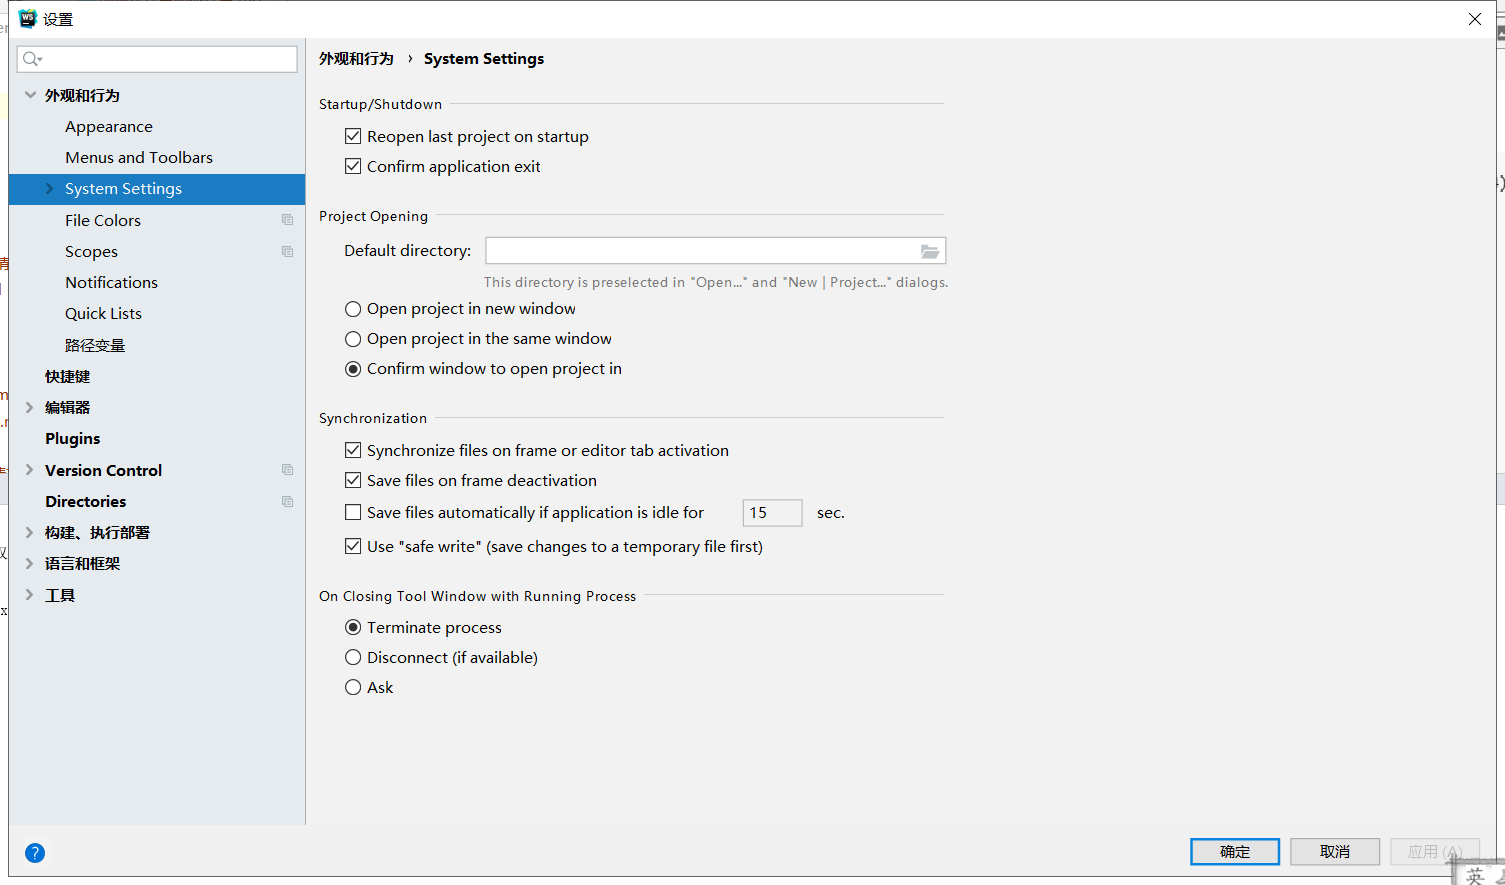 设置
外观和行为
Appearance
Menus and Toolbars
System Settings
File Colors
Scopes
Notifications
Quick Lists
路径变量
快捷键
编辑器
Plugins
Version Control
Directories
构建、执行部署
语言和框架
工具
外观和行为 › System Settings
Startup/Shutdown
Reopen last project on startup
Confirm application exit
Project Opening
Default directory:
This directory is preselected in "Open..." and "New | Project..." dialogs.
Open project in new window
Open project in the same window
Confirm window to open project in
Synchronization
Synchronize files on frame or editor tab activation
Save files on frame deactivation
Save files automatically if application is idle for 15 sec.
Use "safe write" (save changes to a temporary file first)
On Closing Tool Window with Running Process
Terminate process
Disconnect (if available)
Ask
?
确定
取消
应用 (A)
英